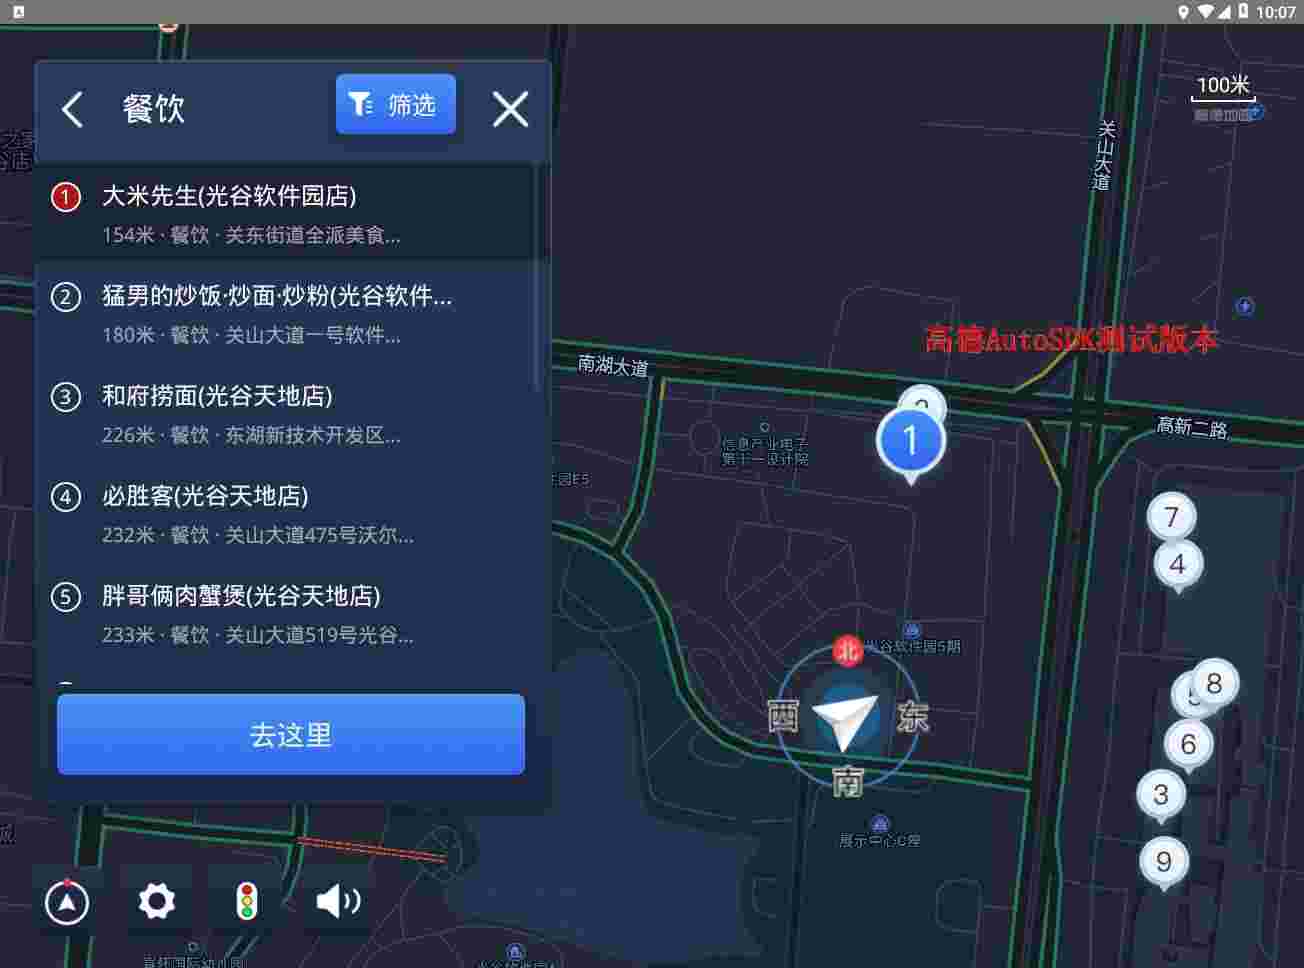 10:07
餐饮
筛选
1
大米先生(光谷软件园店)
154米 · 餐饮 · 关东街道全派美食...
2
猛男的炒饭·炒面·炒粉(光谷软件...
180米 · 餐饮 · 关山大道一号软件...
3
和府捞面(光谷天地店)
226米 · 餐饮 · 东湖新技术开发区...
4
必胜客(光谷天地店)
232米 · 餐饮 · 关山大道475号沃尔...
5
胖哥俩肉蟹煲(光谷天地店)
233米 · 餐饮 · 关山大道519号光谷...
去这里
100米
高德地图
关山大道
高德AutoSDK测试版本
南湖大道
高新二路
信息产业电子
第十一设计院
1
7
4
光谷软件园5期
北
西
东
南
8
6
3
9
展示中心C座